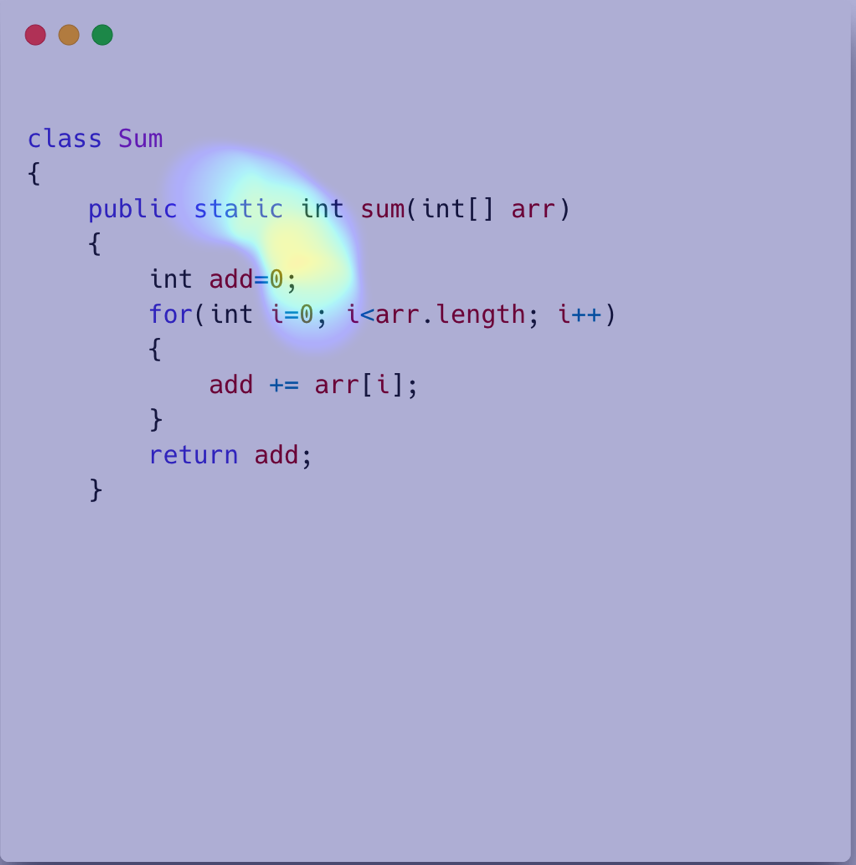 class Sum
{
    public static int sum(int[] arr)
    {
        int add=0;
        for(int i=0; i<arr.length; i++)
        {
            add += arr[i];
        }
        return add;
    }